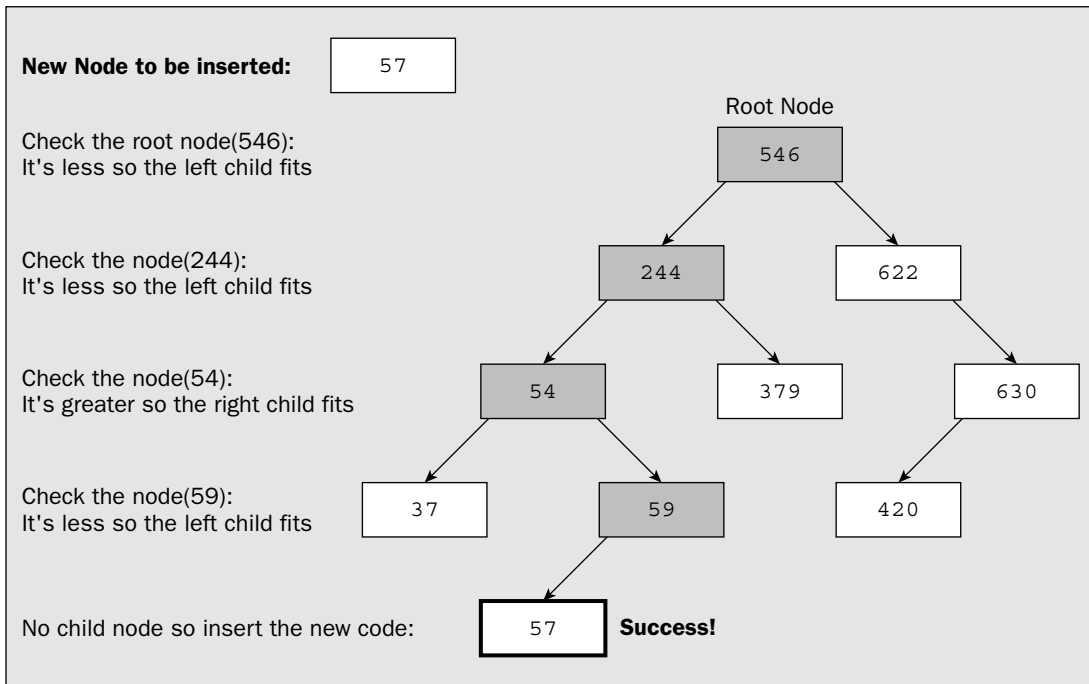 New Node to be inserted: 57
Root Node
Check the root node(546):
It's less so the left child fits
546
Check the node(244):
It's less so the left child fits
244 622
Check the node(54):
It's greater so the right child fits
54 379 630
Check the node(59):
It's less so the left child fits
37 59 420
No child node so insert the new code: 57 Success!